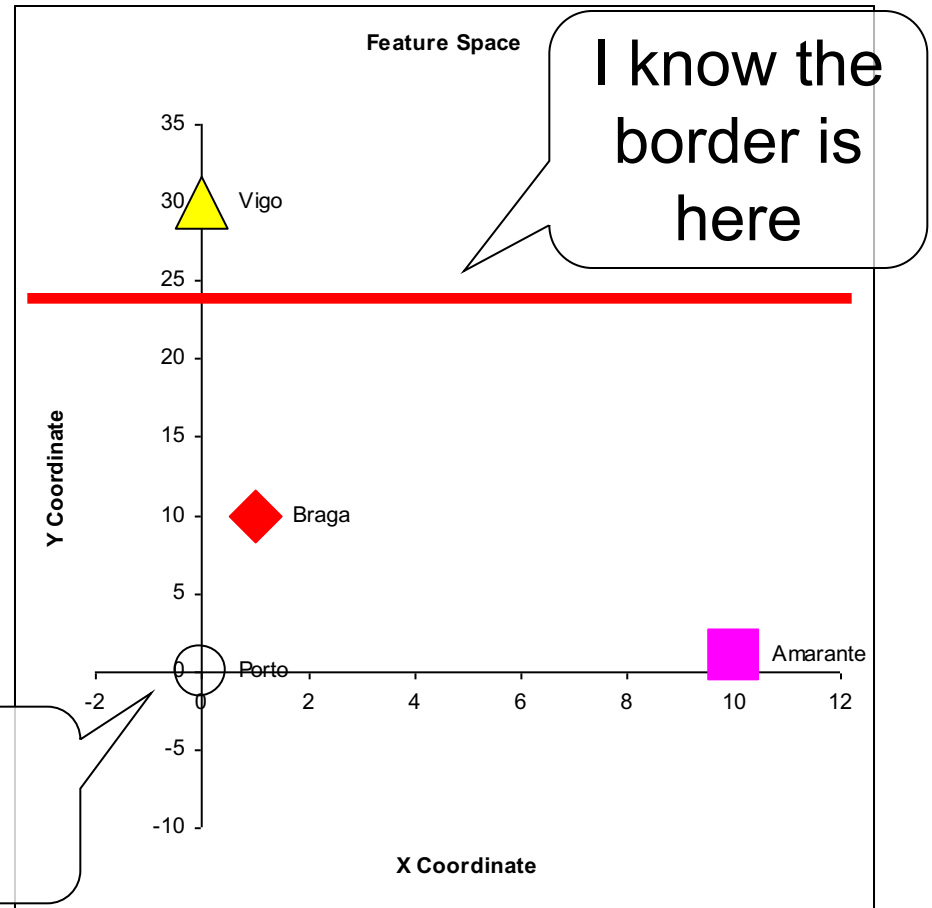 Feature Space
I know the
border is
here
35
30
Vigo
25
20
15
10
Braga
5
0
Porto
Amarante
-2
0
2
4
6
8
10
12
-5
-10
Y Coordinate
X Coordinate